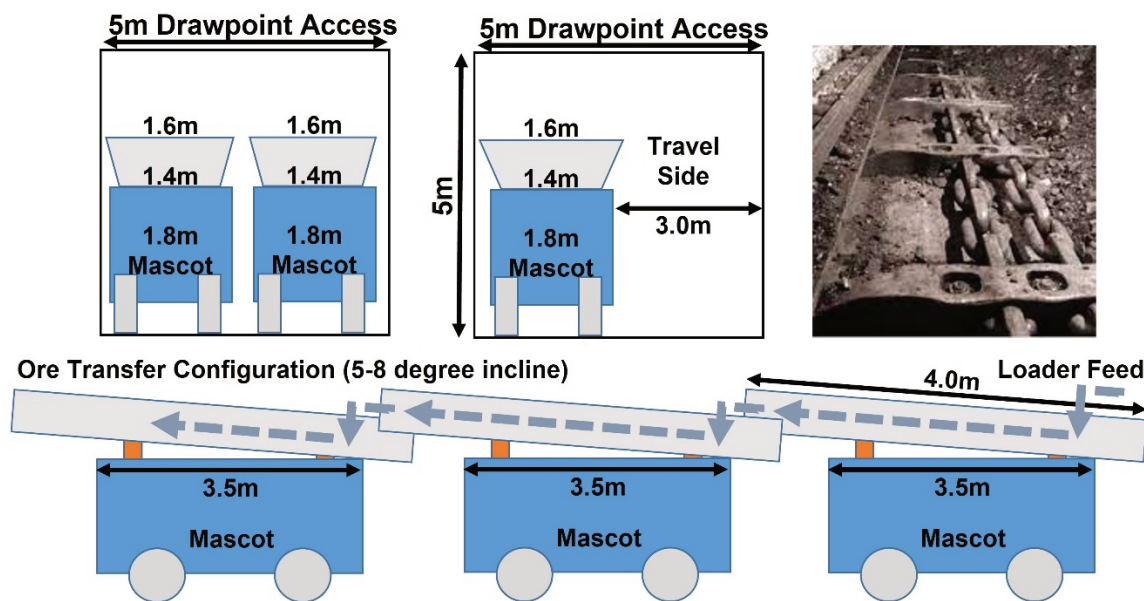 5m Drawpoint Access
1.6m
1.6m
1.4m
1.4m
1.8m
Mascot
1.8m
Mascot
5m Drawpoint Access
5m
1.6m
1.4m
1.8m
Mascot
Travel
Side
3.0m
Ore Transfer Configuration (5-8 degree incline)
4.0m
Loader Feed
3.5m
Mascot
3.5m
Mascot
3.5m
Mascot